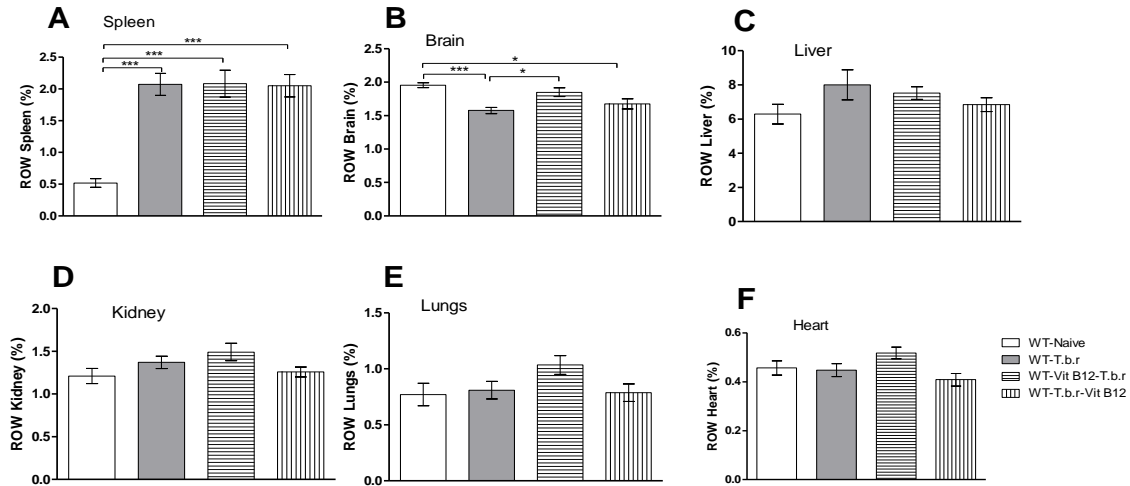 A
Spleen
***
***
***
ROW Spleen (%)
2.5
2.0
1.5
1.0
0.5
0.0
B
Brain
*
***
*
ROW Brain (%)
2.5
2.0
1.5
1.0
0.5
0.0
C
Liver
ROW Liver (%)
10
8
6
4
2
0
D
Kidney
ROW Kidney (%)
2.0
1.5
1.0
0.5
0.0
E
Lungs
ROW Lungs (%)
1.5
1.0
0.5
0.0
F
Heart
ROW Heart (%)
0.6
0.4
0.2
0.0
WT-Naive
WT-T.b.r
WT-Vit B12-T.b.r
WT-T.b.r-Vit B12